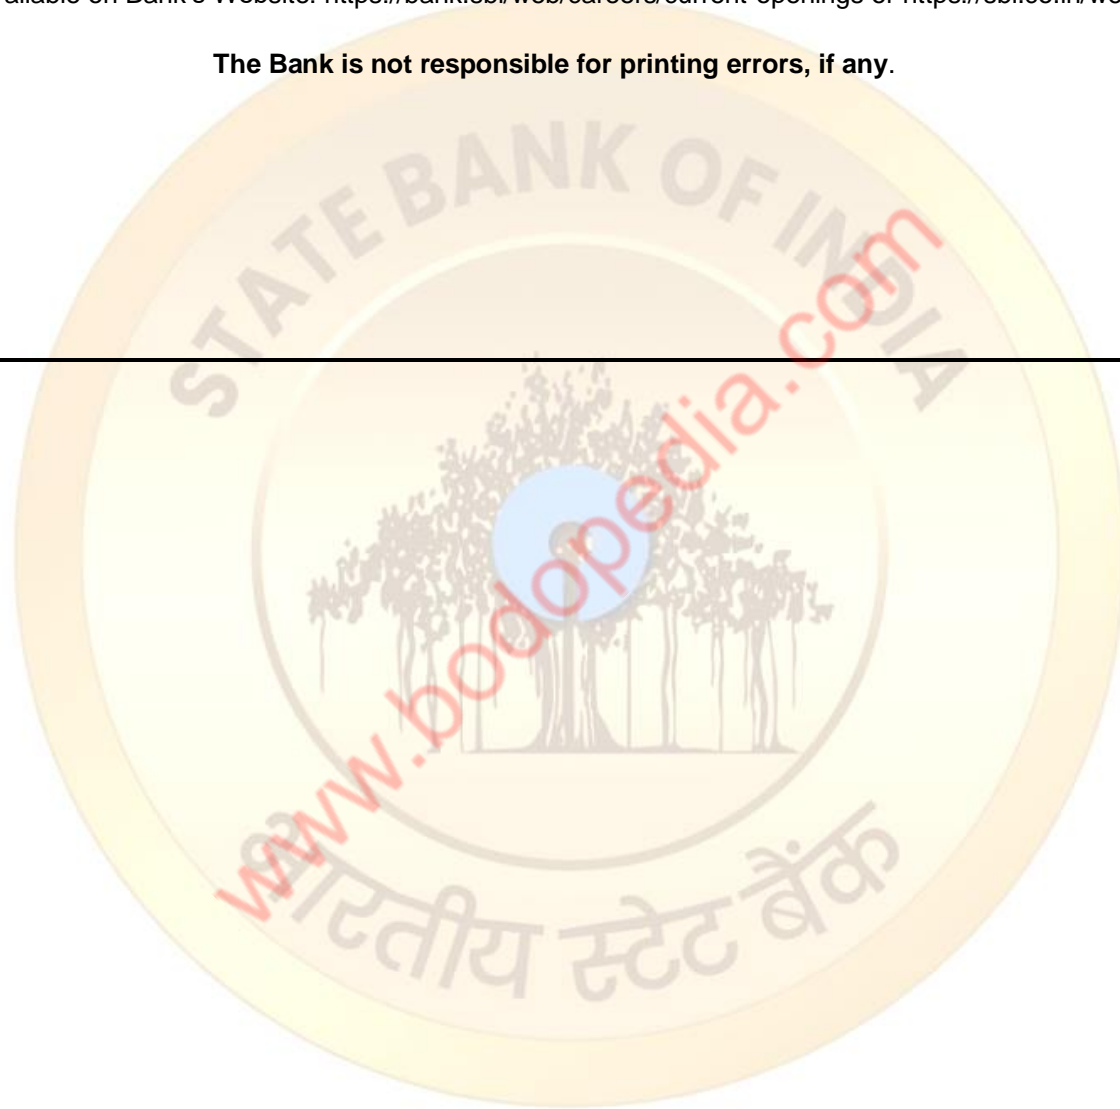 ailable on Bank's Website: https://bank.sbi/web/careers/current-openings or https://sbi.co.in/we
The Bank is not responsible for printing errors, if any.
STATE BANK OF INDIA
www.bodopedia.com
भारतीय स्टेट बैंक